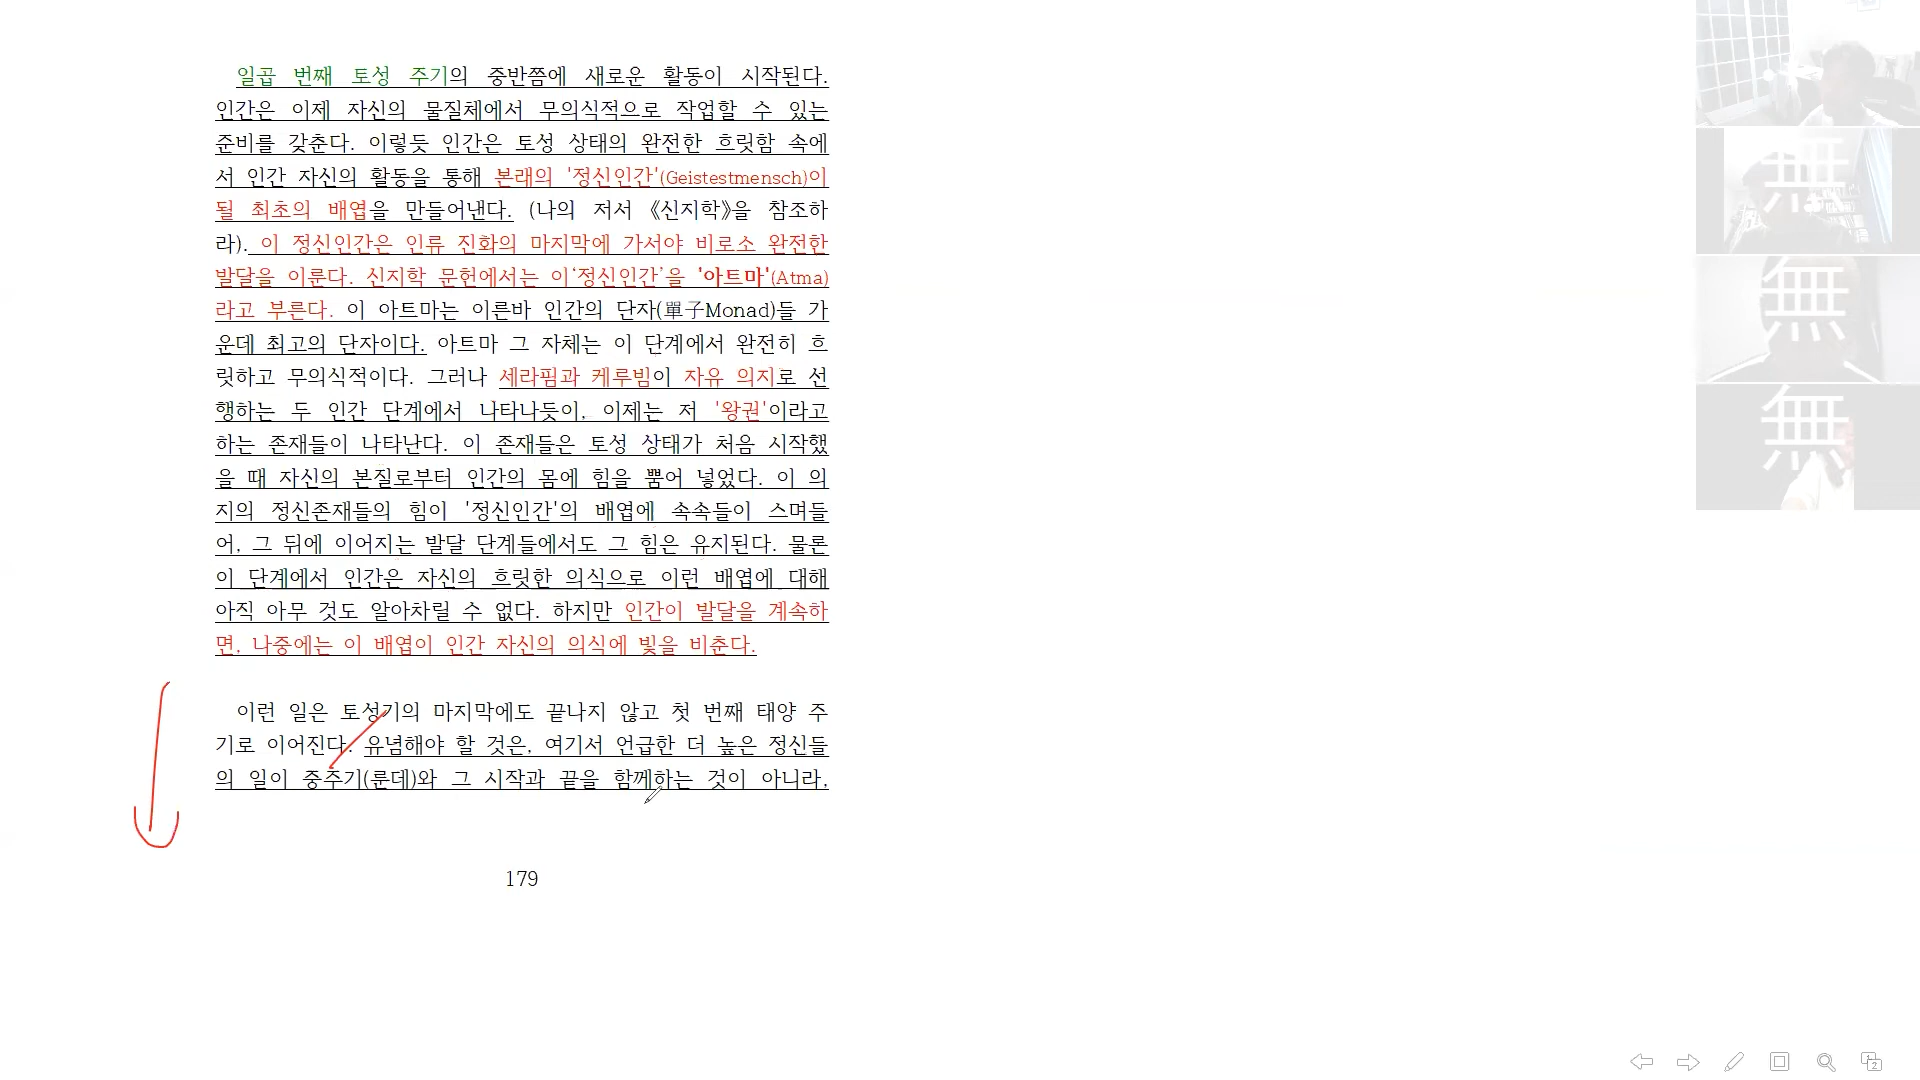 일곱 번째 토성 주기의 중반쯤에 새로운 활동이 시작된다.
인간은 이제 자신의 물질체에서 무의식적으로 작업할 수 있는
준비를 갖춘다. 이렇듯 인간은 토성 상태의 완전한 흐릿함 속에
서 인간 자신의 활동을 통해 본래의 '정신인간'(Geistestmensch)이
될 최초의 배엽을 만들어낸다. (나의 저서 《신지학》을 참조하
라). 이 정신인간은 인류 진화의 마지막에 가서야 비로소 완전한
발달을 이룬다. 신지학 문헌에서는 이‘정신인간’을 '아트마'(Atma)
라고 부른다. 이 아트마는 이른바 인간의 단자(單子Monad)들 가
운데 최고의 단자이다. 아트마 그 자체는 이 단계에서 완전히 흐
릿하고 무의식적이다. 그러나 세라핌과 케루빔이 자유 의지로 선
행하는 두 인간 단계에서 나타나듯이, 이제는 저 '왕권'이라고
하는 존재들이 나타난다. 이 존재들은 토성 상태가 처음 시작했
을 때 자신의 본질로부터 인간의 몸에 힘을 뿜어 넣었다. 이 의
지의 정신존재들의 힘이 '정신인간'의 배엽에 속속들이 스며들
어, 그 뒤에 이어지는 발달 단계들에서도 그 힘은 유지된다. 물론
이 단계에서 인간은 자신의 흐릿한 의식으로 이런 배엽에 대해
아직 아무 것도 알아차릴 수 없다. 하지만 인간이 발달을 계속하
면, 나중에는 이 배엽이 인간 자신의 의식에 빛을 비춘다.
이런 일은 토성기의 마지막에도 끝나지 않고 첫 번째 태양 주
기로 이어진다. 유념해야 할 것은, 여기서 언급한 더 높은 정신들
의 일이 중주기(룬데)와 그 시작과 끝을 함께하는 것이 아니라,
179
無
無
無